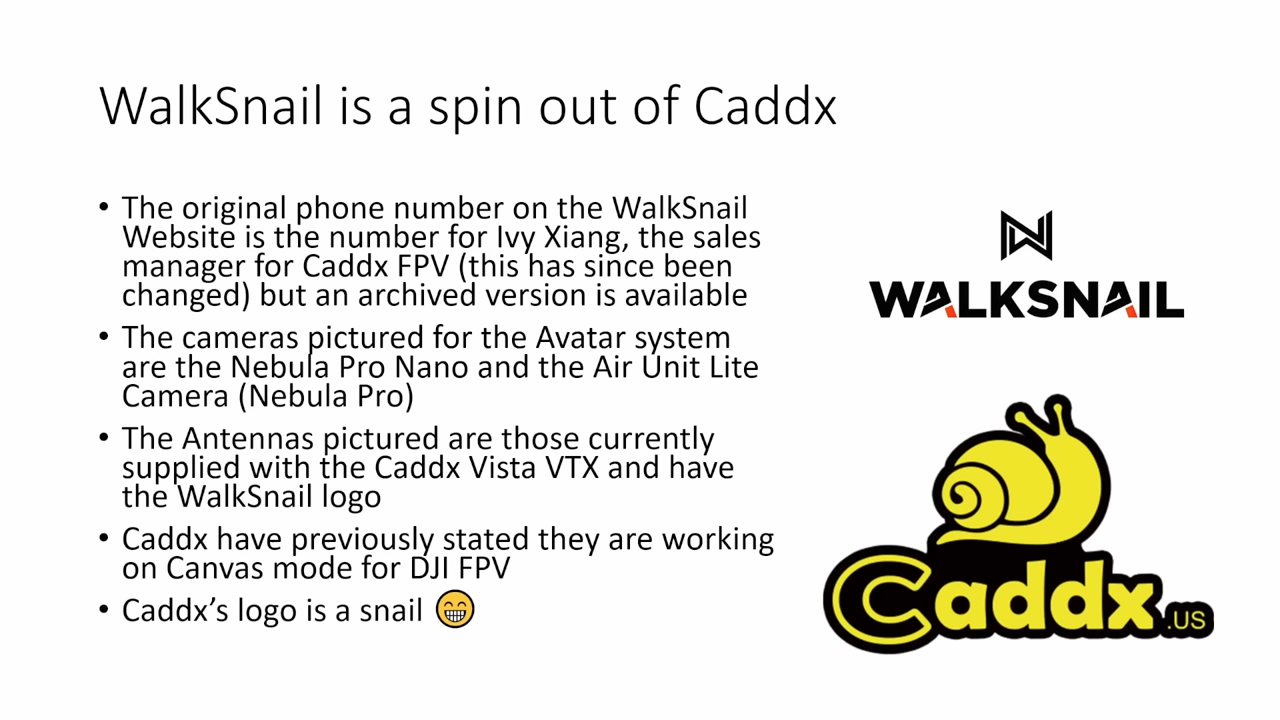 WalkSnail is a spin out of Caddx
• The original phone number on the WalkSnail
Website is the number for Ivy Xiang, the sales
manager for Caddx FPV (this has since been
changed) but an archived version is available
• The cameras pictured for the Avatar system
are the Nebula Pro Nano and the Air Unit Lite
Camera (Nebula Pro)
• The Antennas pictured are those currently
supplied with the Caddx Vista VTX and have
the WalkSnail logo
• Caddx have previously stated they are working
on Canvas mode for DJI FPV
• Caddx’s logo is a snail 😁
WALKSNAIL
Caddx.US